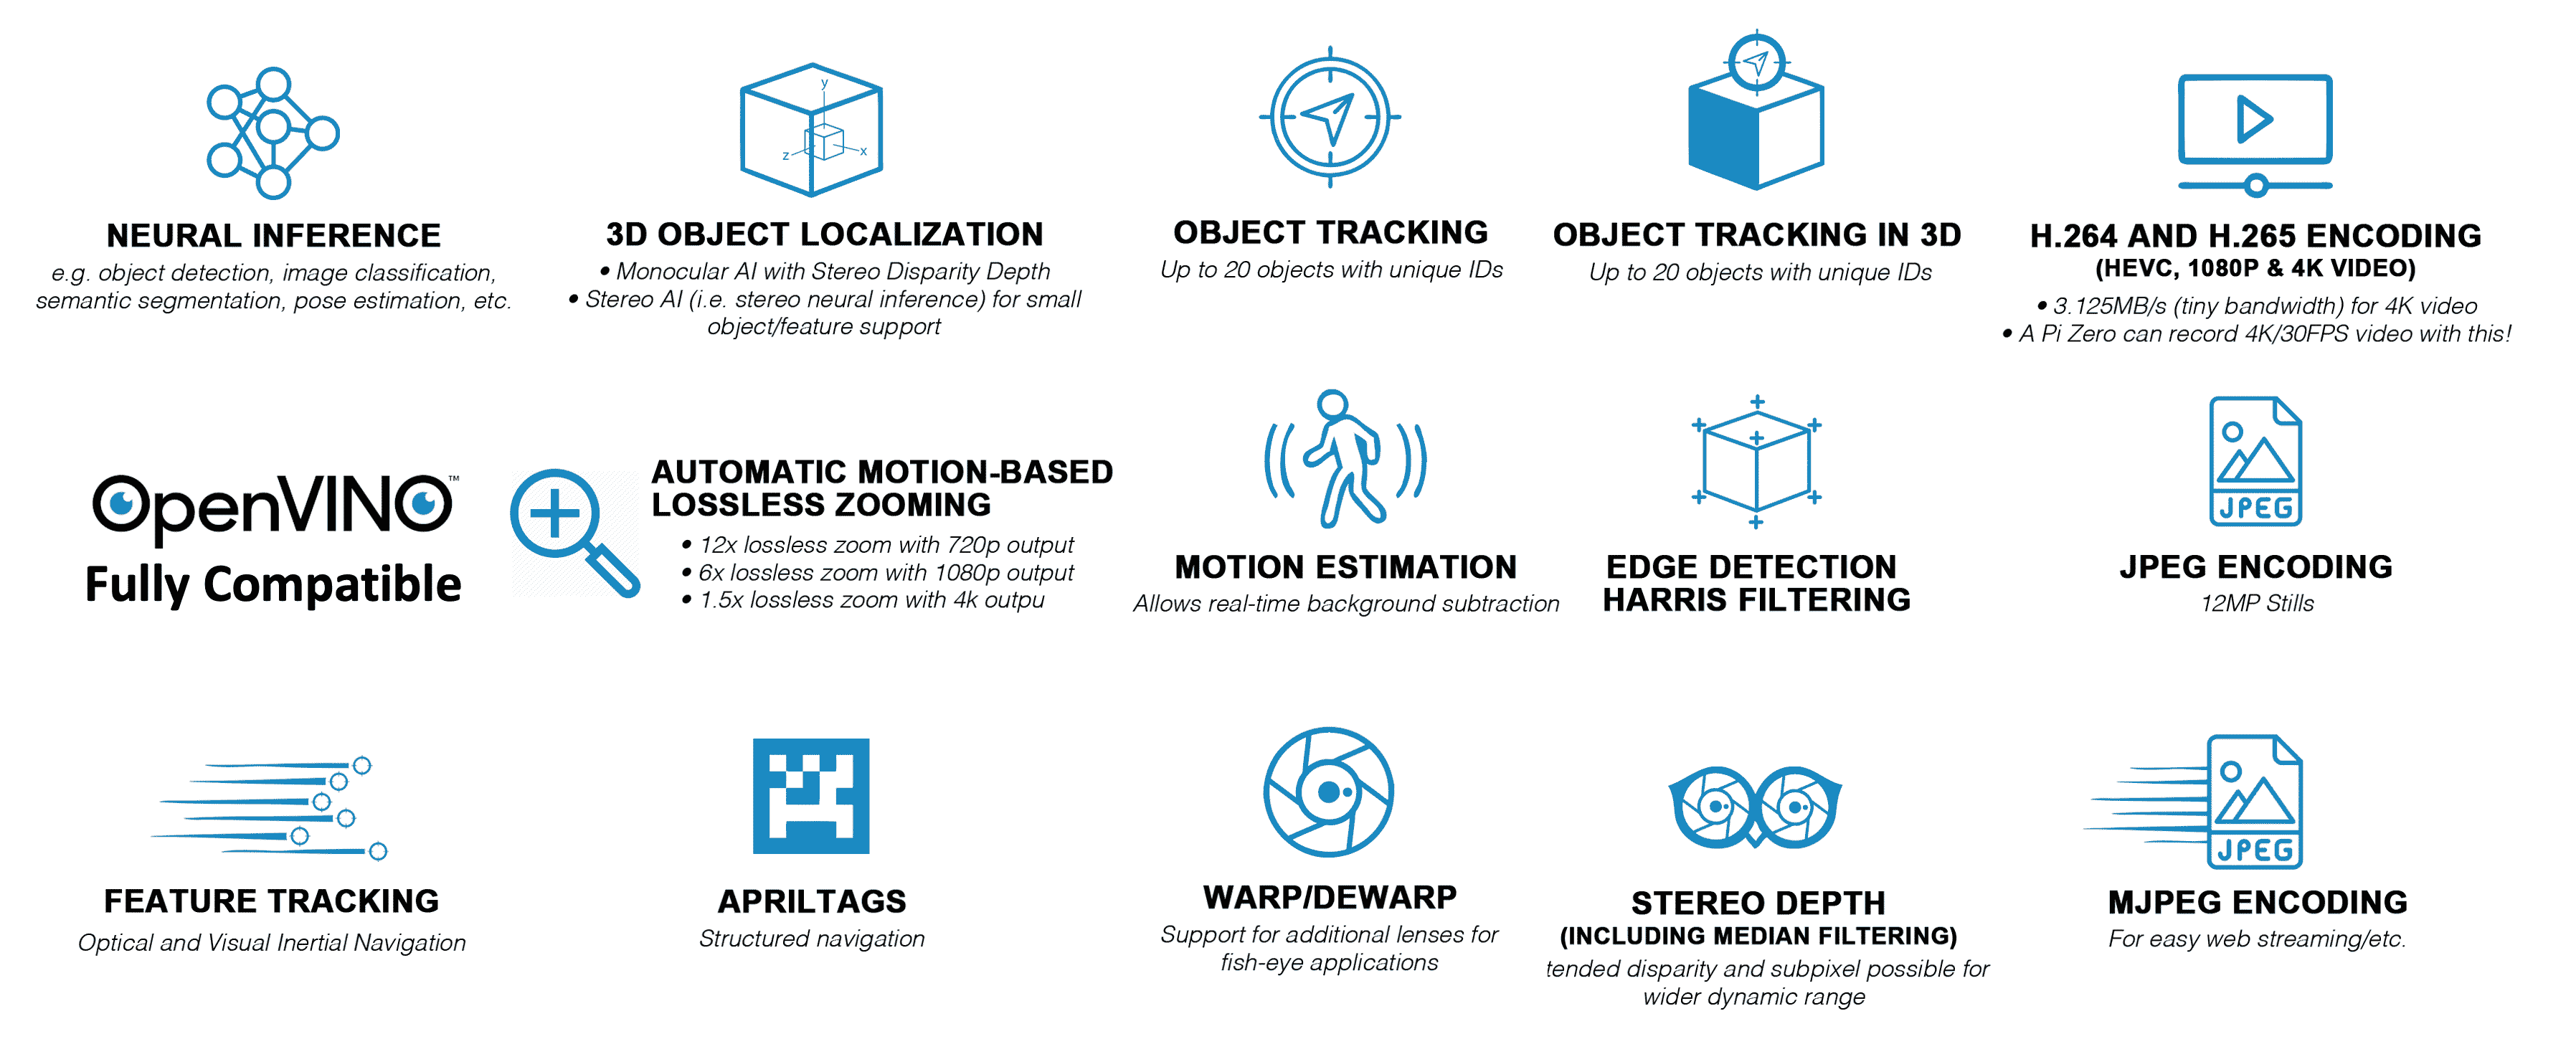 NEURAL INFERENCE
e.g. object detection, image classification,
semantic segmentation, pose estimation, etc.
y
z
x
3D OBJECT LOCALIZATION
• Monocular AI with Stereo Disparity Depth
• Stereo AI (i.e. stereo neural inference) for small
object/feature support
OBJECT TRACKING
Up to 20 objects with unique IDs
OBJECT TRACKING IN 3D
Up to 20 objects with unique IDs
H.264 AND H.265 ENCODING
(HEVC, 1080P & 4K VIDEO)
• 3.125MB/s (tiny bandwidth) for 4K video
• A Pi Zero can record 4K/30FPS video with this!
OpenVINO™
Fully Compatible
AUTOMATIC MOTION-BASED
LOSSLESS ZOOMING
• 12x lossless zoom with 720p output
• 6x lossless zoom with 1080p output
• 1.5x lossless zoom with 4k outpu
MOTION ESTIMATION
Allows real-time background subtraction
EDGE DETECTION
HARRIS FILTERING
JPEG
JPEG ENCODING
12MP Stills
FEATURE TRACKING
Optical and Visual Inertial Navigation
APRILTAGS
Structured navigation
WARP/DEWARP
Support for additional lenses for
fish-eye applications
STEREO DEPTH
(INCLUDING MEDIAN FILTERING)
tended disparity and subpixel possible for
wider dynamic range
JPEG
MJPEG ENCODING
For easy web streaming/etc.